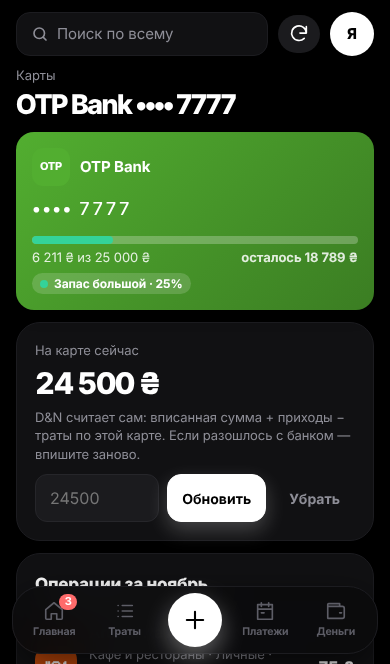 Поиск по всему
Я
Карты
OTP Bank •••• 7777
OTP
OTP Bank
•••• 7777
6 211 ₴ из 25 000 ₴
осталось 18 789 ₴
Запас большой · 25%
На карте сейчас
24 500 ₴
D&N считает сам: вписанная сумма + приходы −
траты по этой карте. Если разошлось с банком —
впишите заново.
24500
Обновить
Убрать
Операции за ноябрь
3
Главная
Траты
Платежи
Деньги
Кафе и рестораны · Личные ·